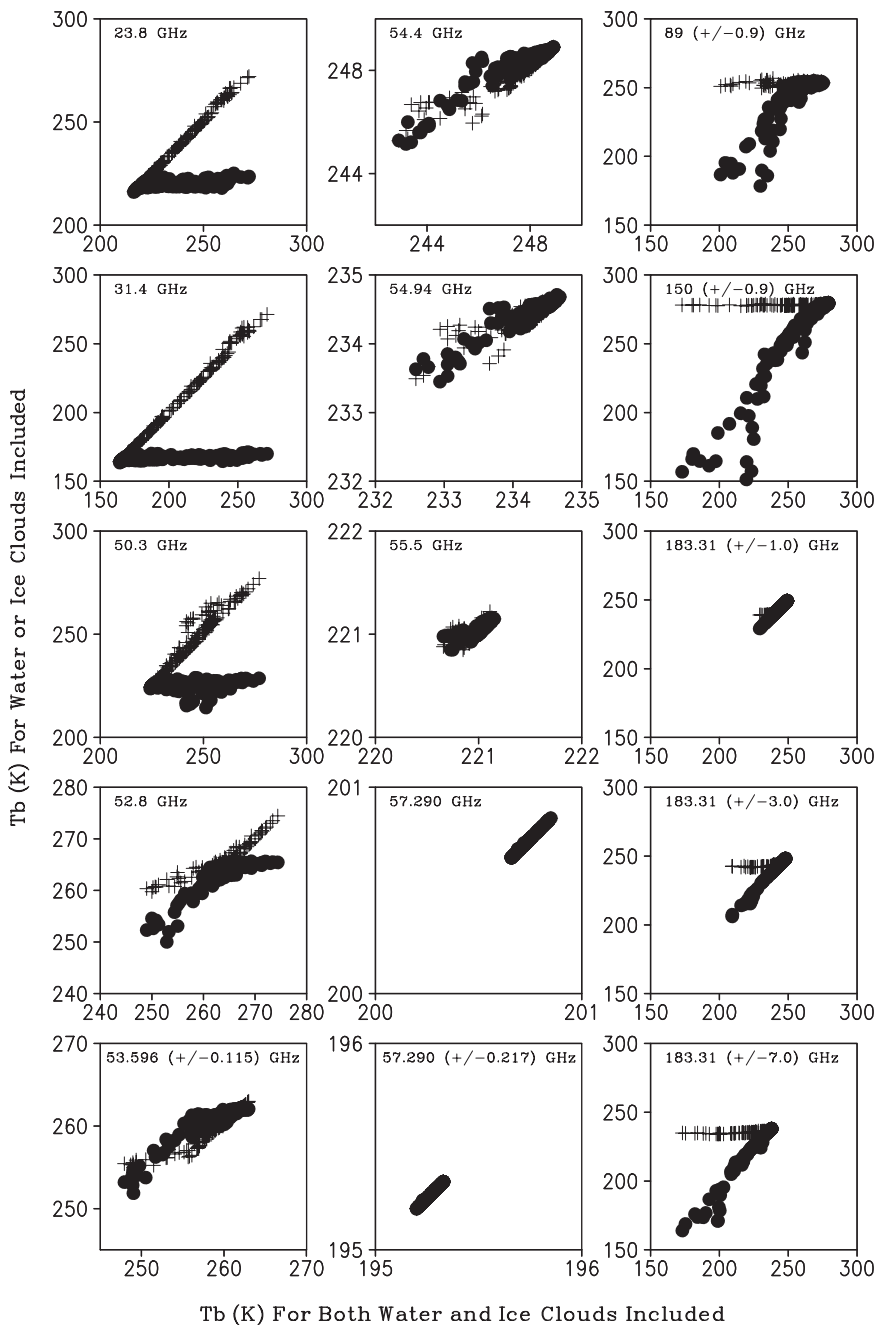 Tb (K) For Water or Ice Clouds Included
300
250
200
200 250 300
23.8 GHz
248
244
244 248
54.4 GHz
300
250
200
150
150 200 250 300
89 (+/-0.9) GHz
300
250
200
150
150 200 250 300
31.4 GHz
235
234
233
232
232 233 234 235
54.94 GHz
300
250
200
150
150 200 250 300
150 (+/-0.9) GHz
300
250
200
200 250 300
50.3 GHz
222
221
220
220 221 222
55.5 GHz
300
250
200
150
150 200 250 300
183.31 (+/-1.0) GHz
280
270
260
250
240
240 250 260 270 280
52.8 GHz
201
200
200 201
57.290 GHz
300
250
200
150
150 200 250 300
183.31 (+/-3.0) GHz
270
260
250
250 260 270
53.596 (+/-0.115) GHz
196
195
195 196
57.290 (+/-0.217) GHz
300
250
200
150
150 200 250 300
183.31 (+/-7.0) GHz
Tb (K) For Both Water and Ice Clouds Included